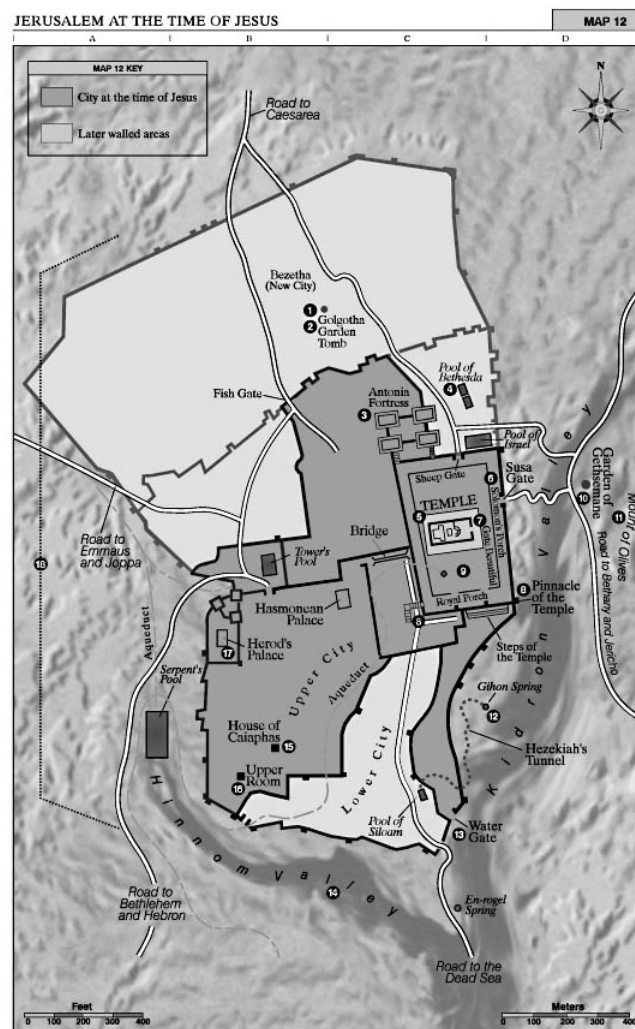 JERUSALEM AT THE TIME OF JESUS
MAP 12
A
B
C
D
MAP 12 KEY
City at the time of Jesus
Later walled areas
N
Road to
Caesarea
Bezetha
(New City)
1
2
Golgotha
Garden
Tomb
Pool of
Bethesda
4
Antonia
Fortress
3
Fish Gate
Pool of
Israel
Sheep Gate
Susa
Gate
6
Solomon's Porch
TEMPLE
5
7
Gate Beautiful
9
Royal Porch
Garden of
Gethsemane
10
11
Mount of Olives
Road to Bethany and Jericho
Kidron Valley
Road to
Emmaus
and Joppa
18
Tower's
Pool
Bridge
Hasmonean
Palace
8
Pinnacle
of the
Temple
8
Steps of
the Temple
Herod's
Palace
17
Aqueduct
Serpent's
Pool
Upper City
Aqueduct
Gihon Spring
12
Hezekiah's
Tunnel
House of
Caiaphas
15
Upper
Room
16
Lower City
Pool of
Siloam
Water
Gate
13
Hinnom Valley
14
Road to
Bethlehem
and Hebron
En-rogel
Spring
Road to the
Dead Sea
Feet
0 100 200 300 400
Meters
0 100 200 300 400